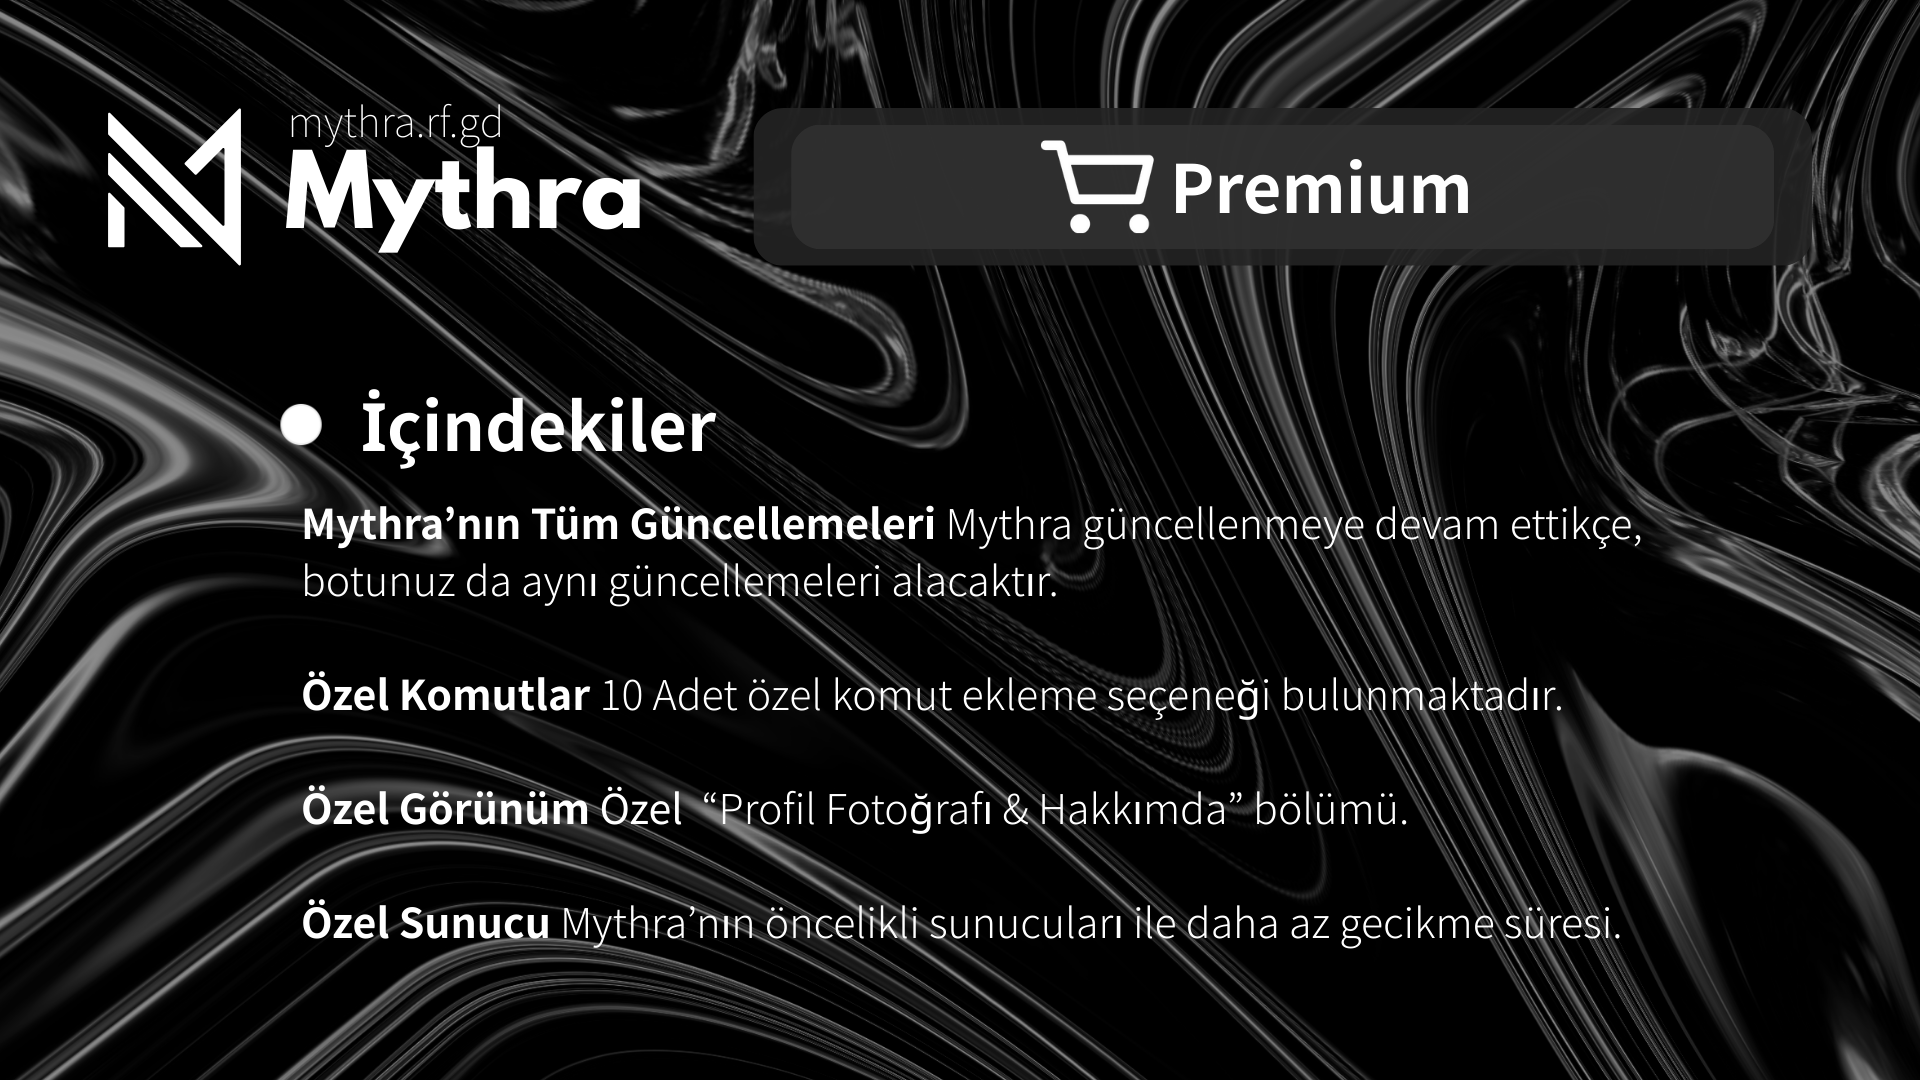 mythra.rf.gd
Mythra
Premium
İçindekiler
Mythra’nın Tüm Güncellemeleri Mythra güncellenmeye devam ettikçe,
botunuz da aynı güncellemeleri alacaktır.
Özel Komutlar 10 Adet özel komut ekleme seçeneği bulunmaktadır.
Özel Görünüm Özel “Profil Fotoğrafı & Hakkımda” bölümü.
Özel Sunucu Mythra’nın öncelikli sunucuları ile daha az gecikme süresi.